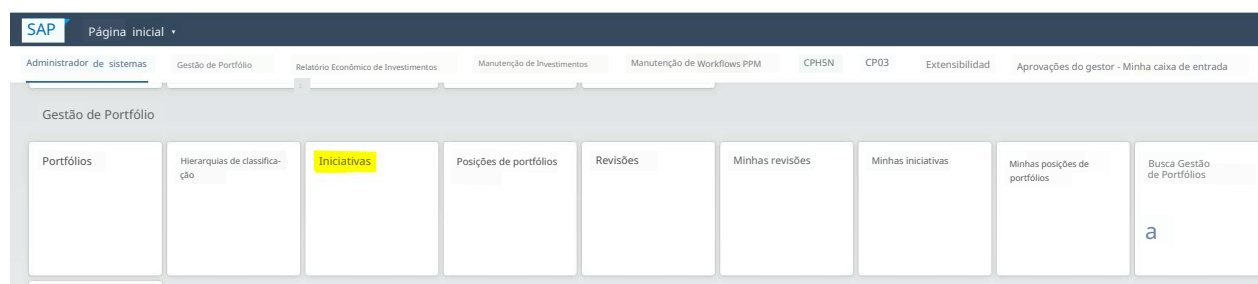 SAP Página inicial
Administrador de sistemas Gestão de Portfólio Relatório Econômico de Investimentos Manutenção de Investimentos Manutenção de Workflows PPM CPH5N CP03 Extensibilidad Aprovações do gestor - Minha caixa de entrada
Gestão de Portfólio
Portfólios
Hierarquias de classifica-
ção
Iniciativas
Posições de portfólios
Revisões
Minhas revisões
Minhas iniciativas
Minhas posições de
portfólios
Busca Gestão
de Portfólios
a